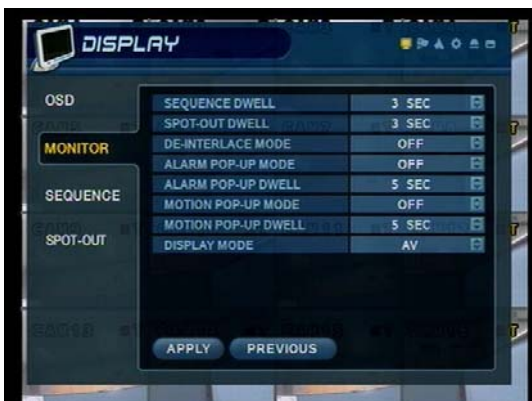 DISPLAY
OSD
MONITOR
SEQUENCE
SPOT-OUT
SEQUENCE DWELL 3 SEC
SPOT-OUT DWELL 3 SEC
DE-INTERLACE MODE OFF
ALARM POP-UP MODE OFF
ALARM POP-UP DWELL 5 SEC
MOTION POP-UP MODE OFF
MOTION POP-UP DWELL 5 SEC
DISPLAY MODE AV
APPLY PREVIOUS